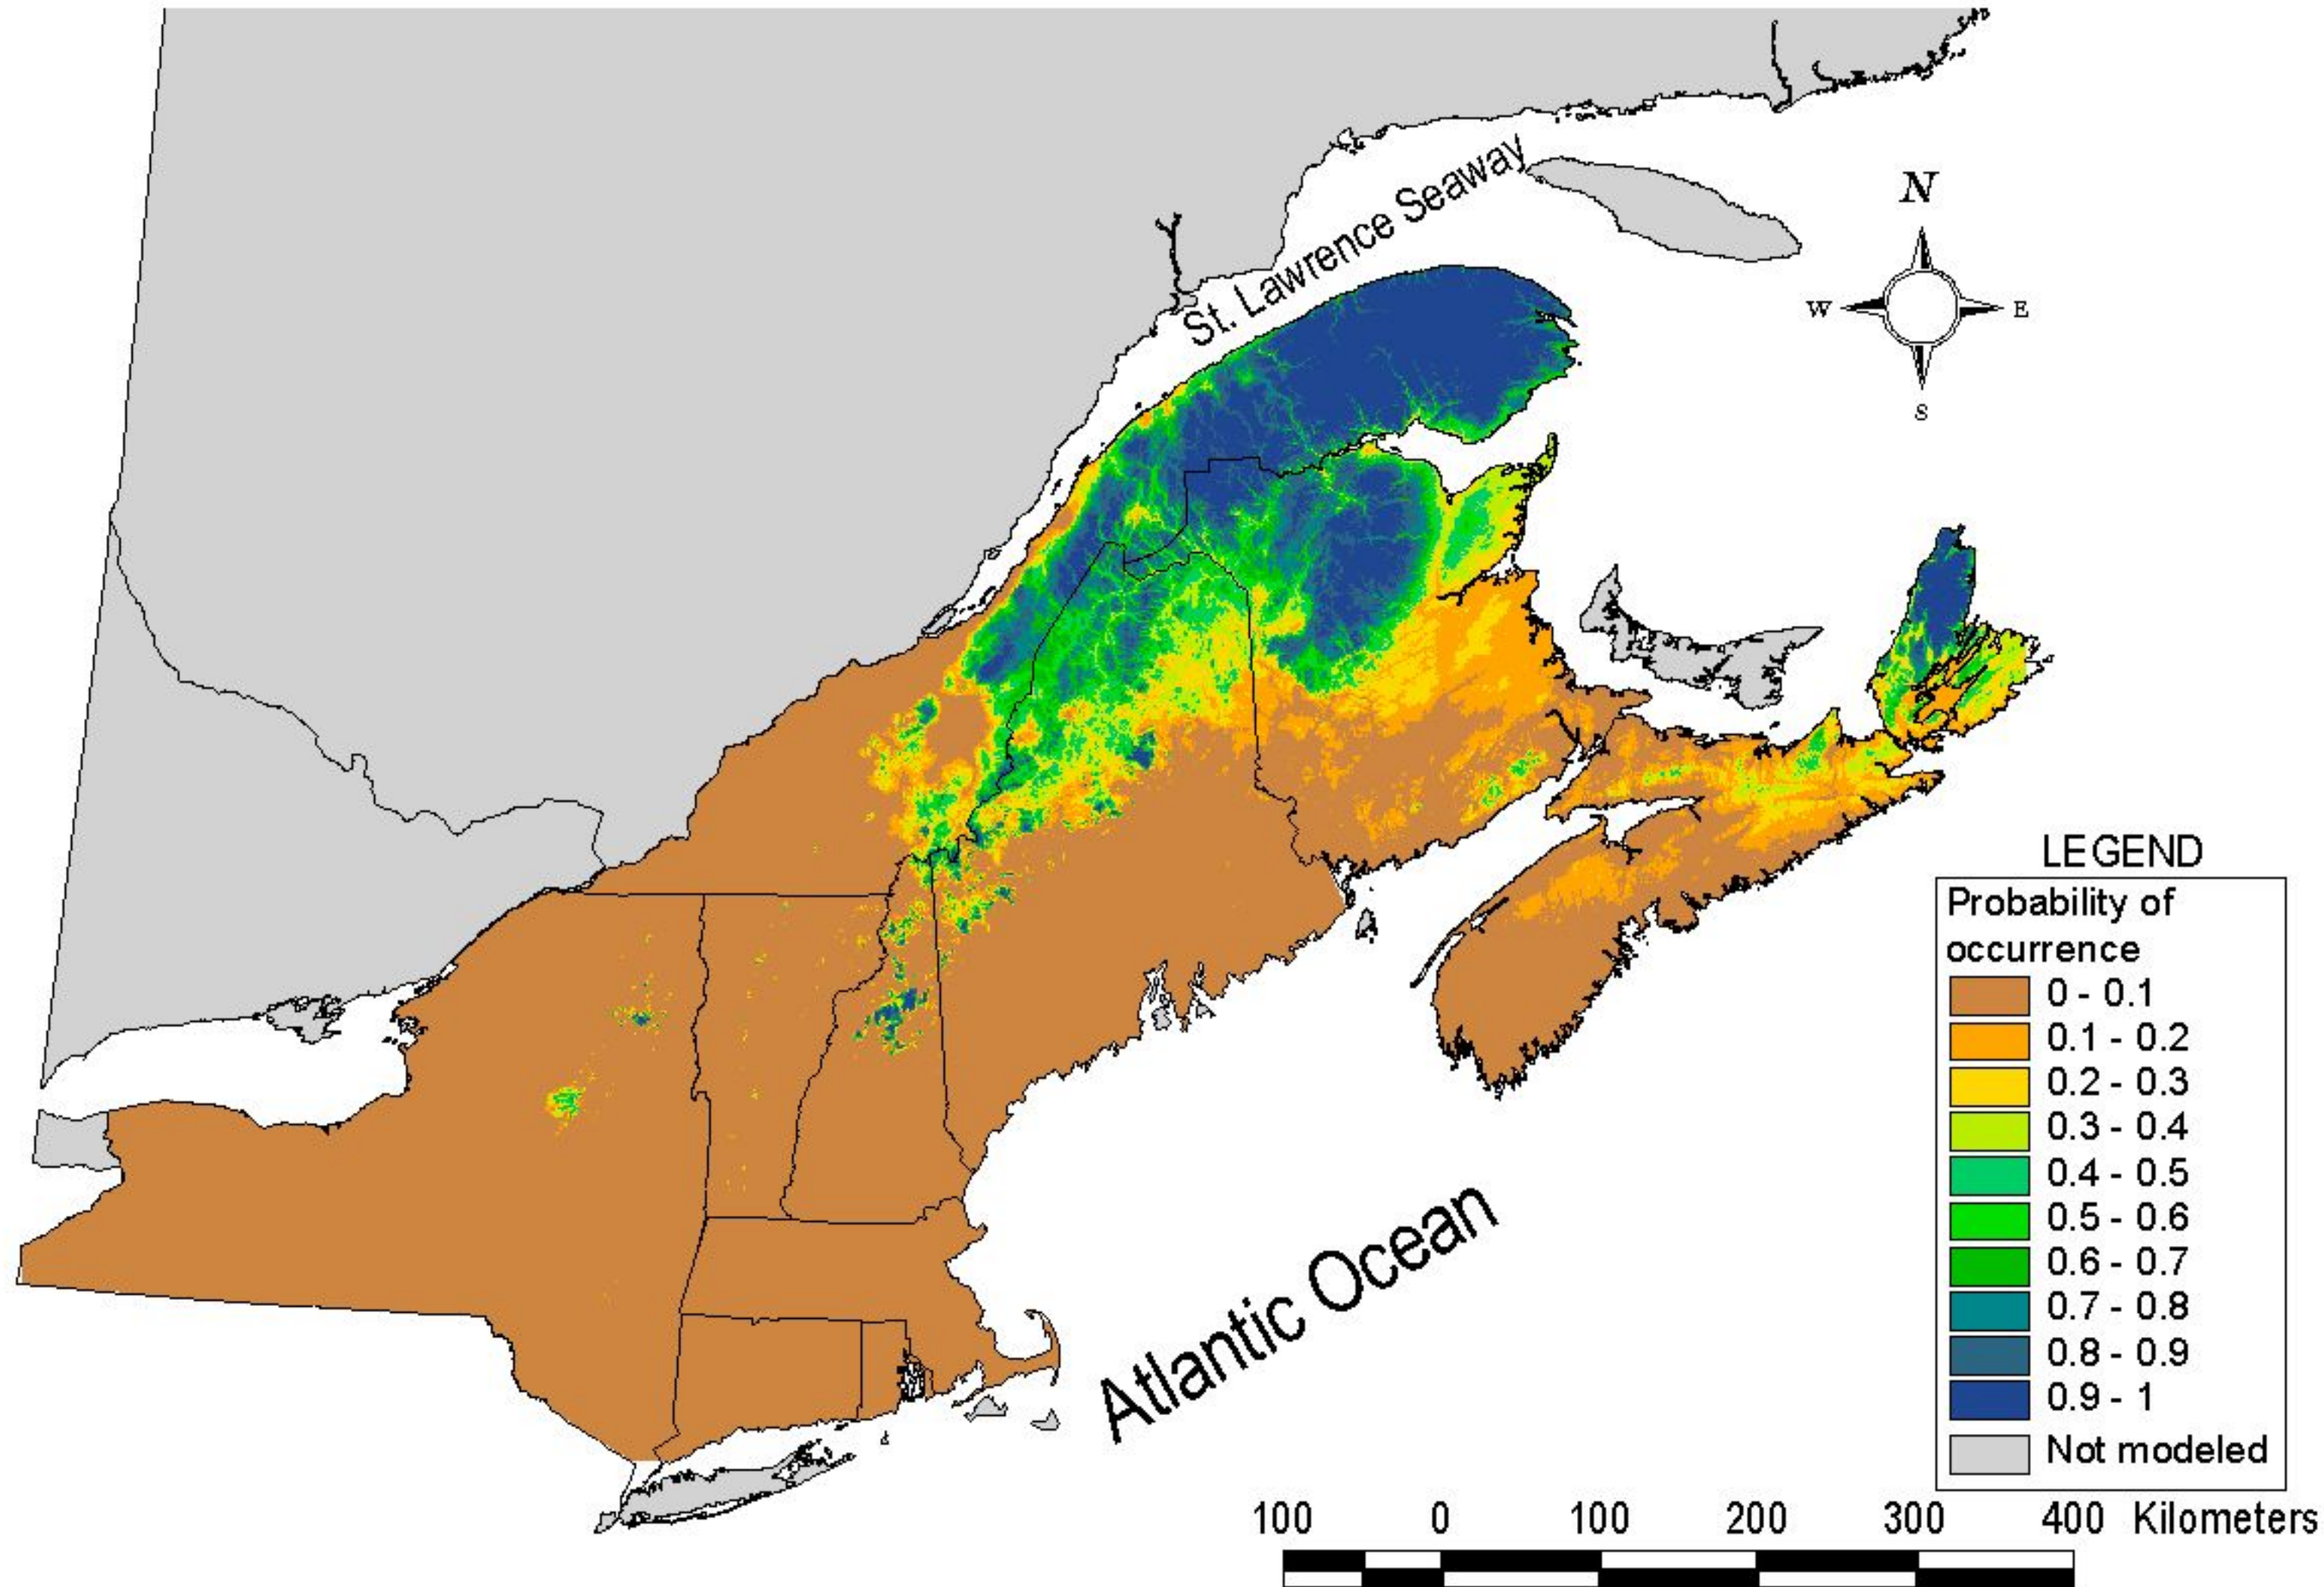 St. Lawrence Seaway
N
W
E
S
LEGEND
Probability of
occurrence
0 - 0.1
0.1 - 0.2
0.2 - 0.3
0.3 - 0.4
0.4 - 0.5
0.5 - 0.6
0.6 - 0.7
0.7 - 0.8
0.8 - 0.9
0.9 - 1
Not modeled
Atlantic Ocean
100 0 100 200 300 400 Kilometers